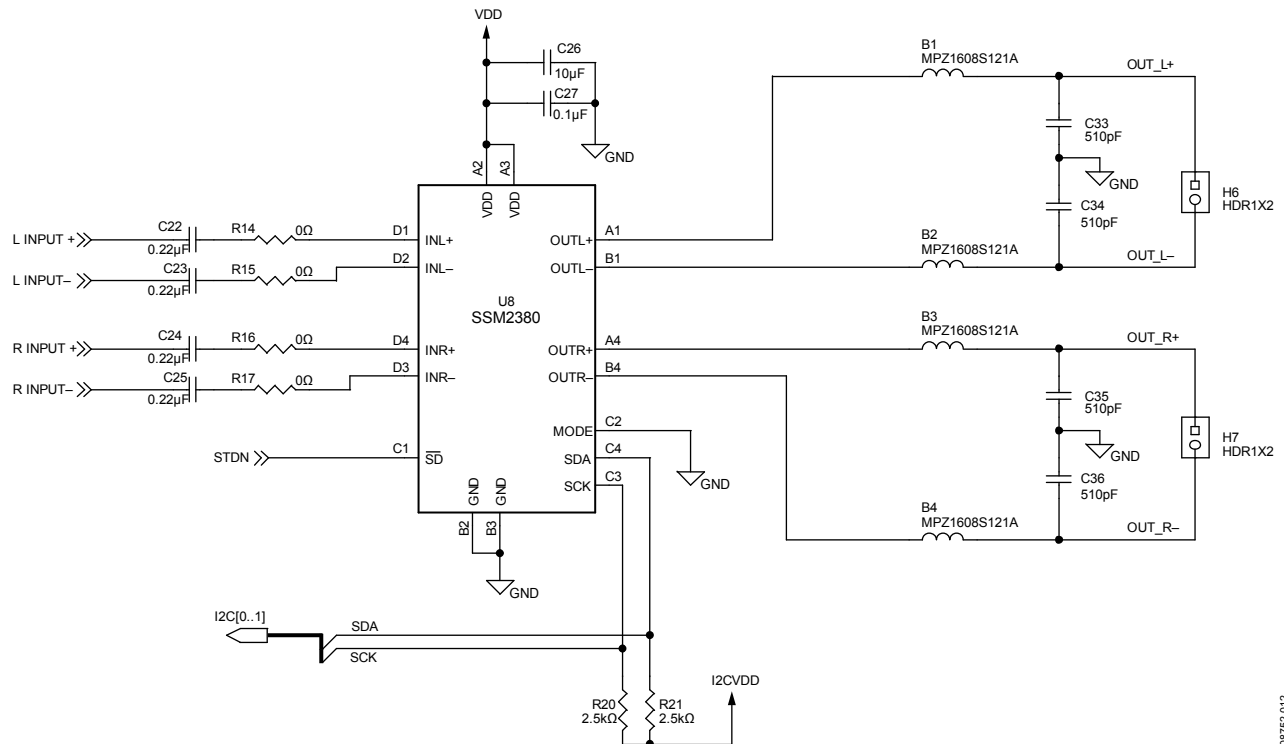 VDD
C26
10µF
C27
0.1µF
GND
A2
A3
VDD
VDD
B1
MPZ1608S121A
OUT_L+
C33
510pF
GND
C34
510pF
H6
HDR1X2
B2
MPZ1608S121A
OUT_L–
L INPUT +
C22
0.22µF
R14
0Ω
D1
INL+
OUTL+
A1
L INPUT–
C23
0.22µF
R15
0Ω
D2
INL–
OUTL–
B1
U8
SSM2380
R INPUT +
C24
0.22µF
R16
0Ω
D4
INR+
OUTR+
A4
R INPUT–
C25
0.22µF
R17
0Ω
D3
INR–
OUTR–
B4
B3
MPZ1608S121A
OUT_R+
C35
510pF
GND
C36
510pF
H7
HDR1X2
B4
MPZ1608S121A
OUT_R–
STDN
C1
SD
MODE
C2
GND
SDA
C4
SCK
C3
GND
GND
B2
B3
GND
I2C[0..1]
SDA
SCK
R20
2.5kΩ
R21
2.5kΩ
I2CVDD
08752-012